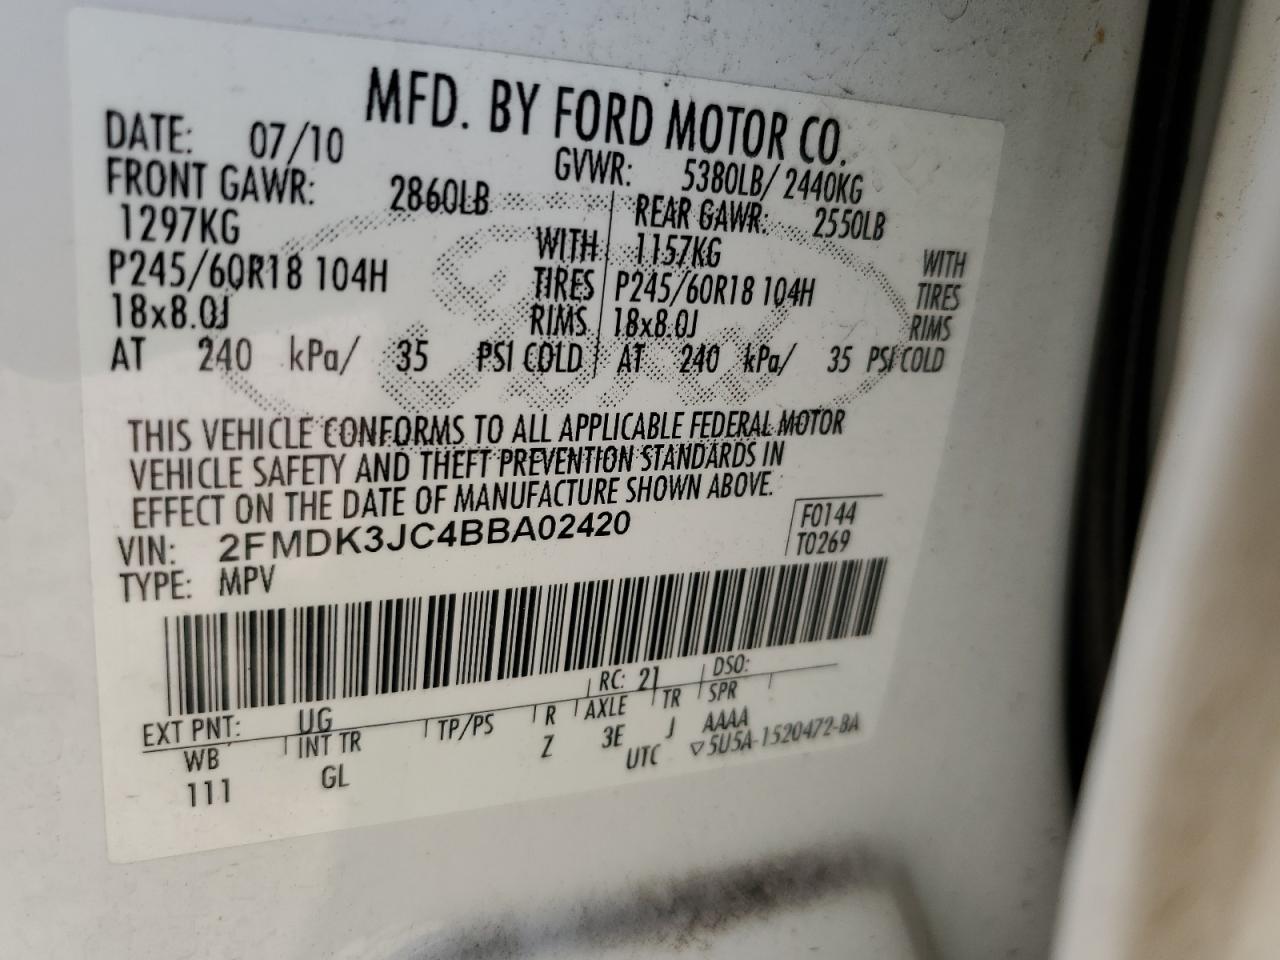 MFD. BY FORD MOTOR CO.
DATE: 07/10 GVWR: 5380LB/ 2440KG
FRONT GAWR: 2860LB REAR GAWR: 2550LB
1297KG WITH 1157KG WITH
P245/60R18 104H TIRES P245/60R18 104H TIRES
18x8.0J RIMS 18x8.0J RIMS
AT 240 kPa/ 35 PSI COLD AT 240 kPa/ 35 PSI COLD
THIS VEHICLE CONFORMS TO ALL APPLICABLE FEDERAL MOTOR
VEHICLE SAFETY AND THEFT PREVENTION STANDARDS IN
EFFECT ON THE DATE OF MANUFACTURE SHOWN ABOVE.
VIN: 2FMDK3JC4BBA02420 F0144
TYPE: MPV T0269
EXT PNT: UG RC: 21 DSO:
WB INT TR TP/PS R AXLE TR SPR
111 GL Z 3E J AAAA
UTC ▽5U5A-1520472-BA
Ford